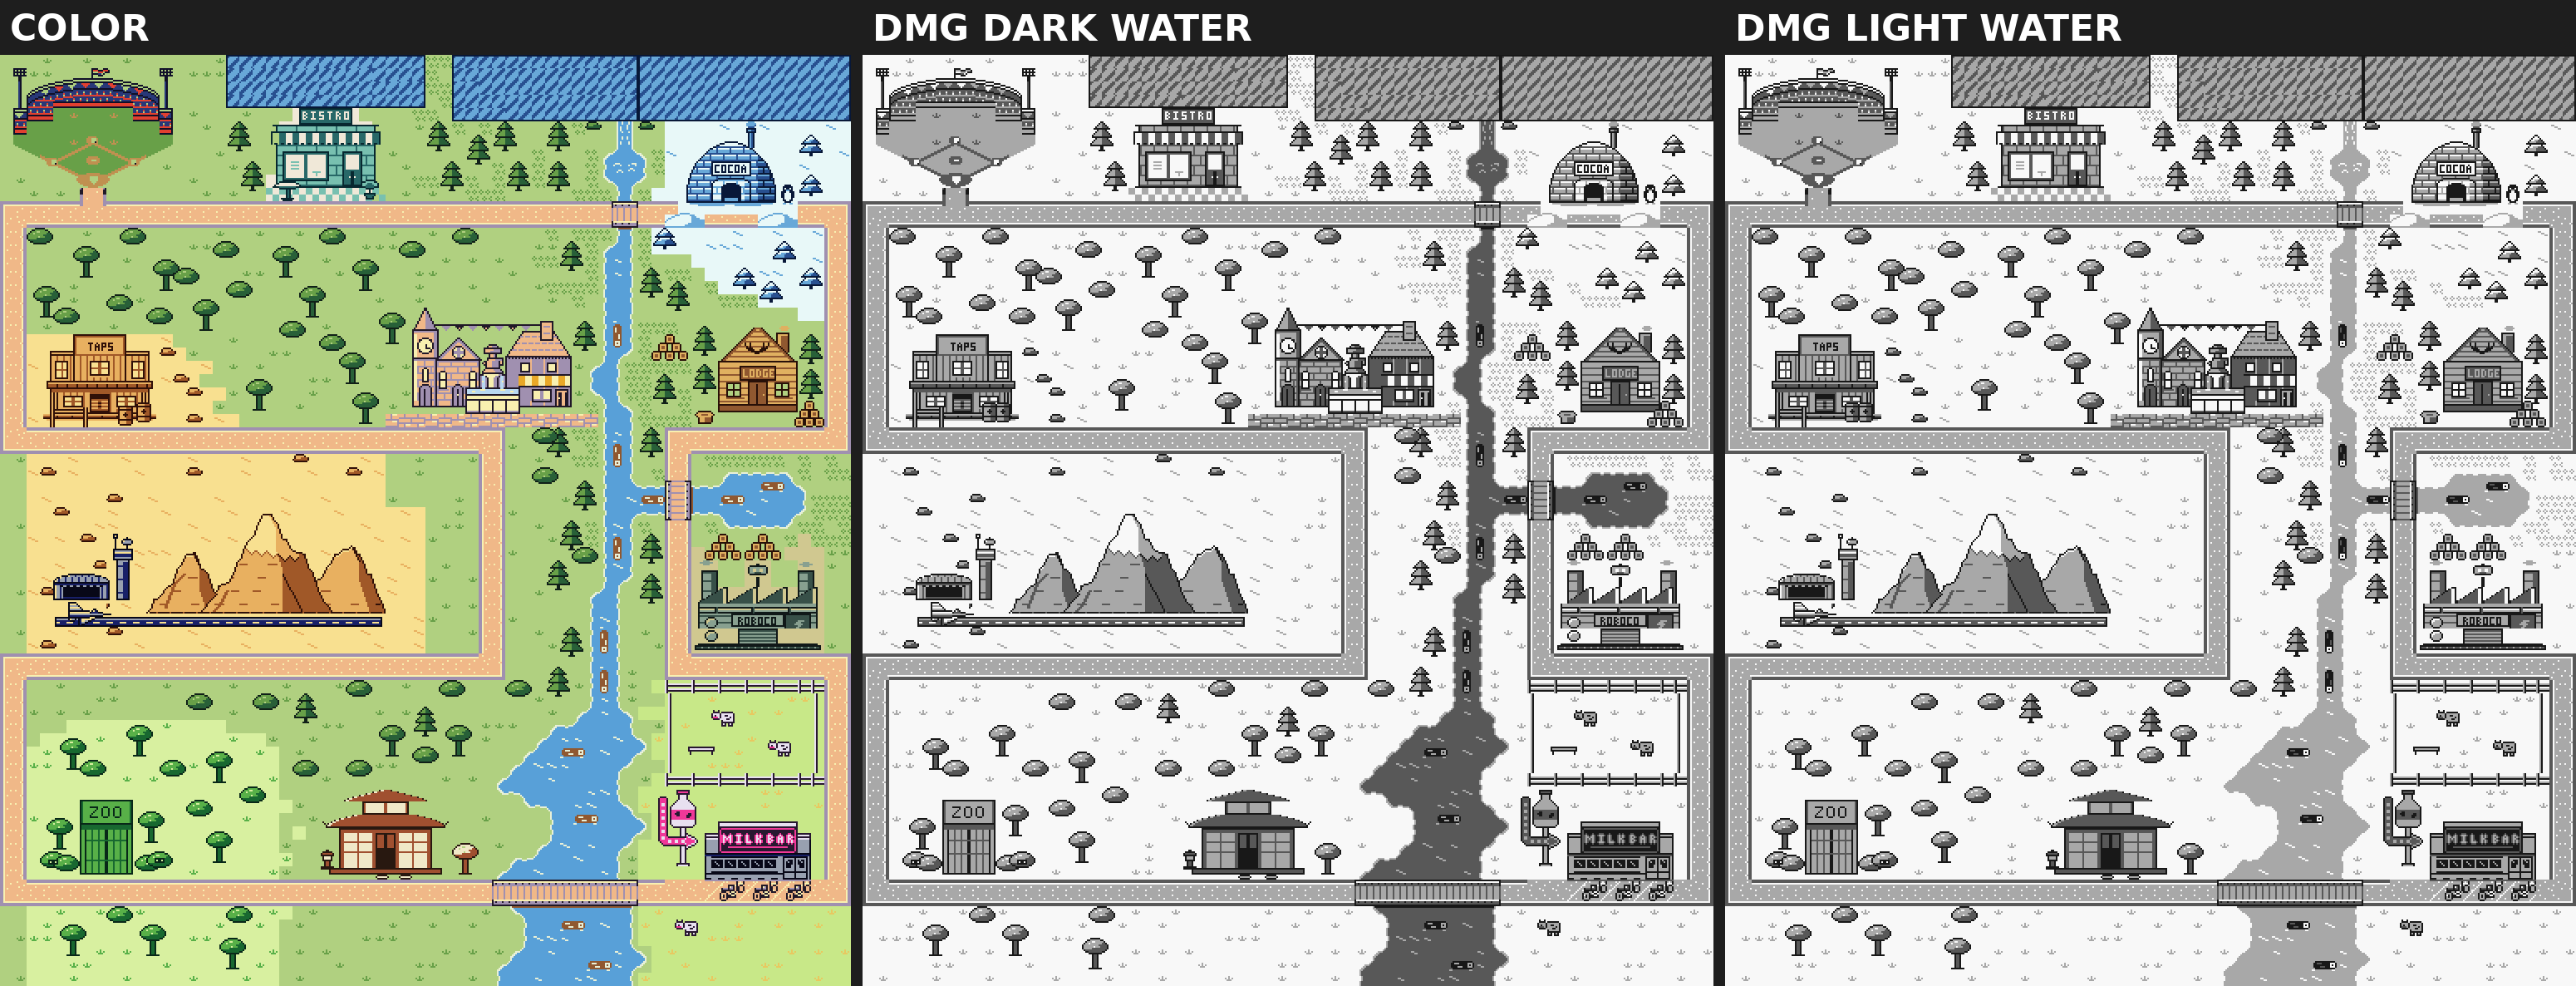 COLOR
DMG DARK WATER
DMG LIGHT WATER
BISTRO
BISTRO
BISTRO
COCOA
COCOA
COCOA
TAPS
LODGE
TAPS
LODGE
TAPS
LODGE
ROBOCO
ROBOCO
ROBOCO
ZOO
MILKBAR
ZOO
MILKBAR
ZOO
MILKBAR